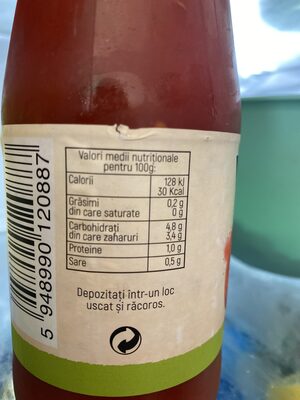 Valori medii nutriționale
pentru 100g:
Calorii 128 kJ
30 Kcal
Grăsimi 0,2 g
din care saturate 0 g
Carbohidrați 4,8 g
din care zaharuri 3,4 g
Proteine 1,0 g
Sare 0,5 g
Depozitați într-un loc
uscat și răcoros.
5 948990 120887